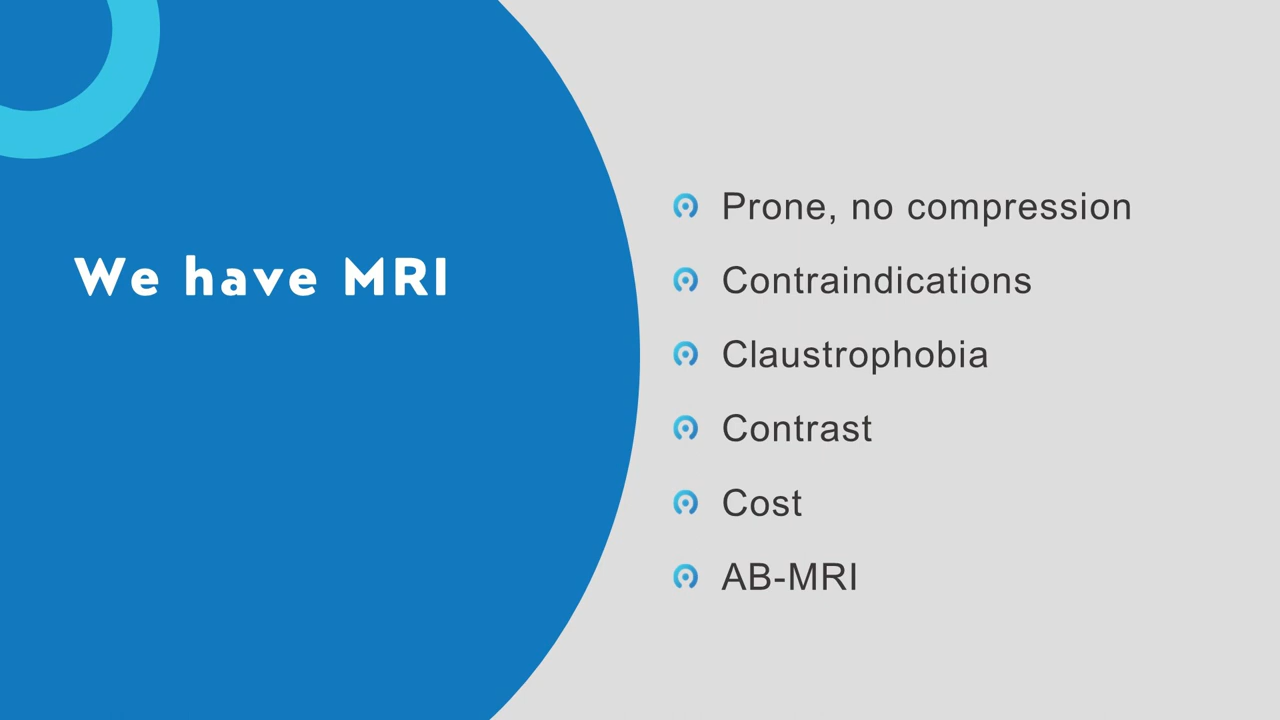 We have MRI
Prone, no compression
Contraindications
Claustrophobia
Contrast
Cost
AB-MRI